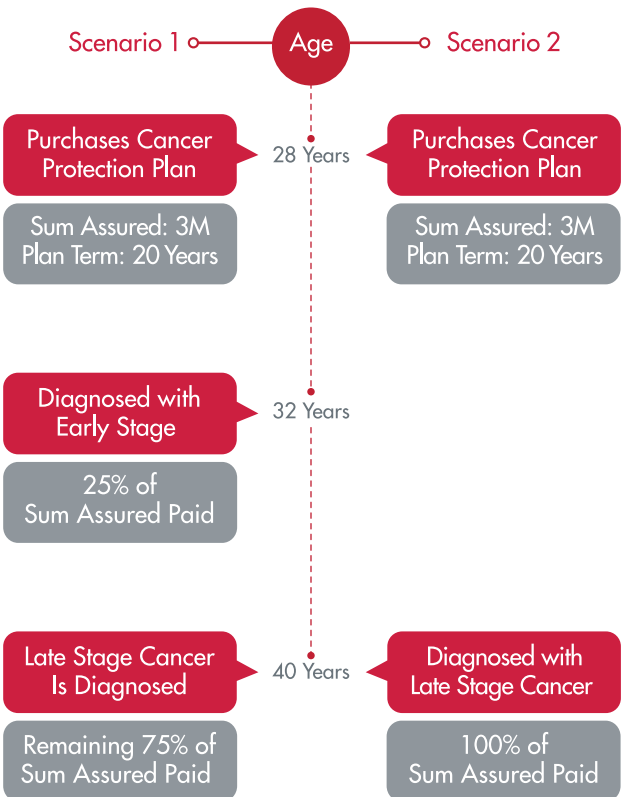 Scenario 1
Age
Scenario 2
Purchases Cancer
Protection Plan
28 Years
Purchases Cancer
Protection Plan
Sum Assured: 3M
Plan Term: 20 Years
Sum Assured: 3M
Plan Term: 20 Years
Diagnosed with
Early Stage
32 Years
25% of
Sum Assured Paid
Late Stage Cancer
Is Diagnosed
40 Years
Diagnosed with
Late Stage Cancer
Remaining 75% of
Sum Assured Paid
100% of
Sum Assured Paid